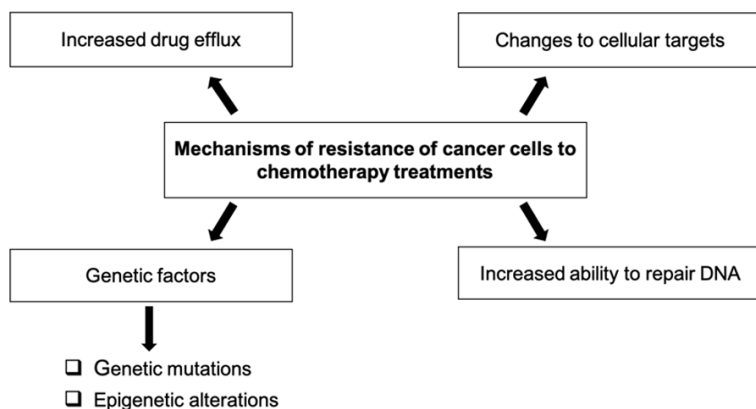 Increased drug efflux
Changes to cellular targets
Mechanisms of resistance of cancer cells to
chemotherapy treatments
Genetic factors
Increased ability to repair DNA
Genetic mutations
Epigenetic alterations